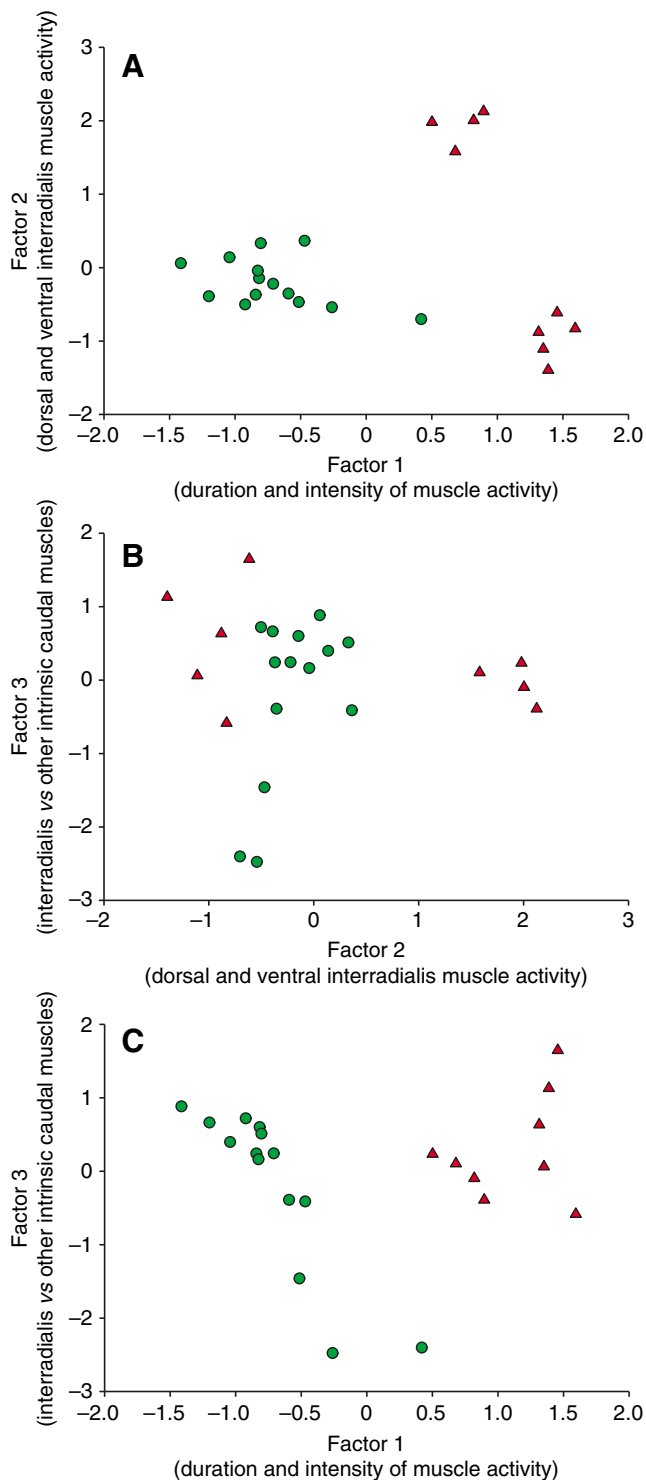 A
3
2
1
0
–1
–2
Factor 2
(dorsal and ventral interradialis muscle activity)
–2.0 –1.5 –1.0 –0.5 0 0.5 1.0 1.5 2.0
Factor 1
(duration and intensity of muscle activity)
B
2
1
0
–1
–2
–3
Factor 3
(interradialis vs other intrinsic caudal muscles)
–2 –1 0 1 2 3
Factor 2
(dorsal and ventral interradialis muscle activity)
C
2
1
0
–1
–2
–3
Factor 3
(interradialis vs other intrinsic caudal muscles)
–2.0 –1.5 –1.0 –0.5 0 0.5 1.0 1.5 2.0
Factor 1
(duration and intensity of muscle activity)